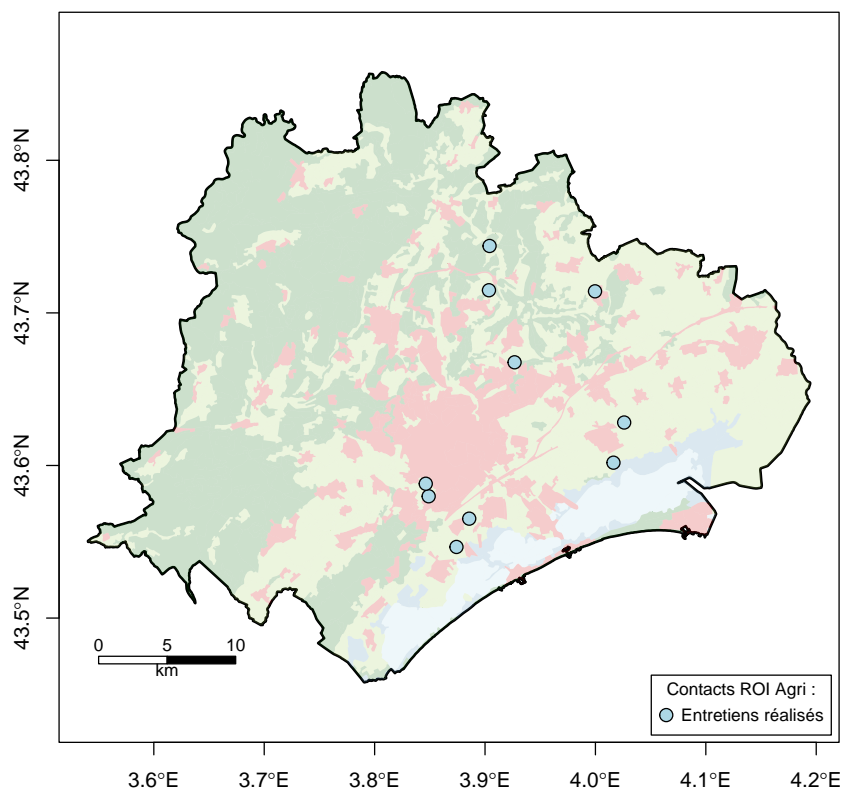 43.8°N
43.7°N
43.6°N
43.5°N
0 5 10
km
Contacts ROI Agri :
Entretiens réalisés
3.6°E 3.7°E 3.8°E 3.9°E 4.0°E 4.1°E 4.2°E